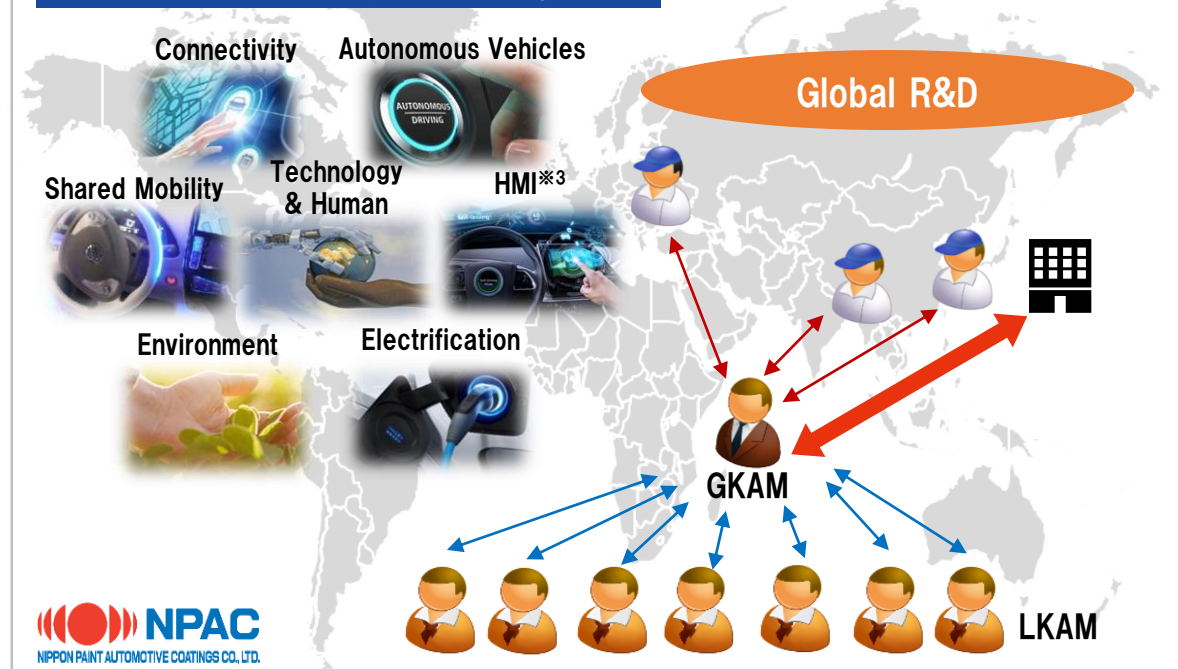 Connectivity
Autonomous Vehicles
Global R&D
AUTONOMOUS
DRIVING
Shared Mobility
Technology
& Human
HMI※3
Environment
Electrification
GKAM
LKAM
NPAC
NIPPON PAINT AUTOMOTIVE COATINGS CO., LTD.